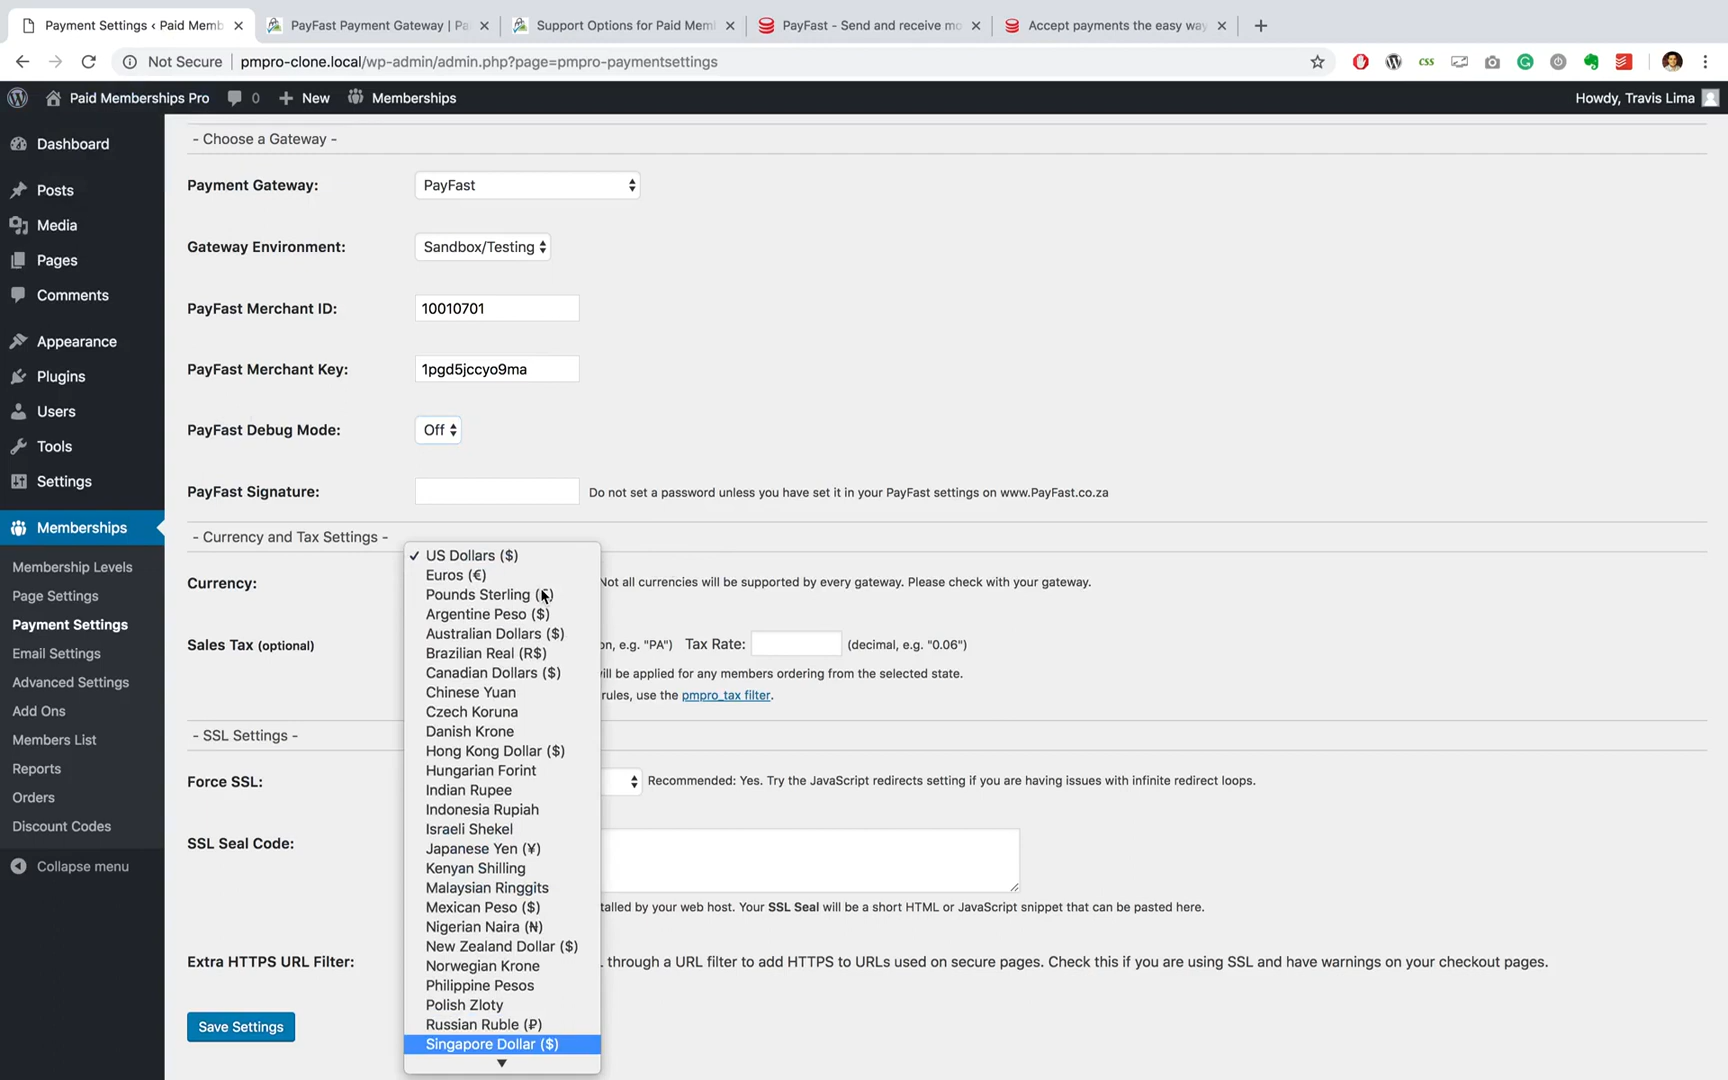 Payment Settings ‹ Paid Memb
PayFast Payment Gateway | Pa
Support Options for Paid Mem
PayFast - Send and receive mo
Accept payments the easy way
Not Secure
pmpro-clone.local/wp-admin/admin.php?page=pmpro-paymentsettings
css
Paid Memberships Pro
0
New
Memberships
Howdy, Travis Lima
Dashboard
Posts
Media
Pages
Comments
Appearance
Plugins
Users
Tools
Settings
Memberships
Membership Levels
Page Settings
Payment Settings
Email Settings
Advanced Settings
Add Ons
Members List
Reports
Orders
Discount Codes
Collapse menu
- Choose a Gateway -
Payment Gateway: PayFast
Gateway Environment: Sandbox/Testing
PayFast Merchant ID: 10010701
PayFast Merchant Key: 1pgd5jccyo9ma
PayFast Debug Mode: Off
PayFast Signature: Do not set a password unless you have set it in your PayFast settings on www.PayFast.co.za
- Currency and Tax Settings -
Currency:
Not all currencies will be supported by every gateway. Please check with your gateway.
✓ US Dollars ($)
Euros (€)
Pounds Sterling
Argentine Peso ($)
Australian Dollars ($)
Brazilian Real (R$)
Canadian Dollars ($)
Chinese Yuan
Czech Koruna
Danish Krone
Hong Kong Dollar ($)
Hungarian Forint
Indian Rupee
Indonesia Rupiah
Israeli Shekel
Japanese Yen (¥)
Kenyan Shilling
Malaysian Ringgits
Mexican Peso ($)
Nigerian Naira (₦)
New Zealand Dollar ($)
Norwegian Krone
Philippine Pesos
Polish Zloty
Russian Ruble (₽)
Singapore Dollar ($)
Sales Tax (optional)
on, e.g. "PA") Tax Rate: (decimal, e.g. "0.06")
ill be applied for any members ordering from the selected state.
rules, use the pmpro_tax filter.
- SSL Settings -
Force SSL:
Recommended: Yes. Try the JavaScript redirects setting if you are having issues with infinite redirect loops.
SSL Seal Code:
talled by your web host. Your SSL Seal will be a short HTML or JavaScript snippet that can be pasted here.
Extra HTTPS URL Filter:
through a URL filter to add HTTPS to URLs used on secure pages. Check this if you are using SSL and have warnings on your checkout pages.
Save Settings